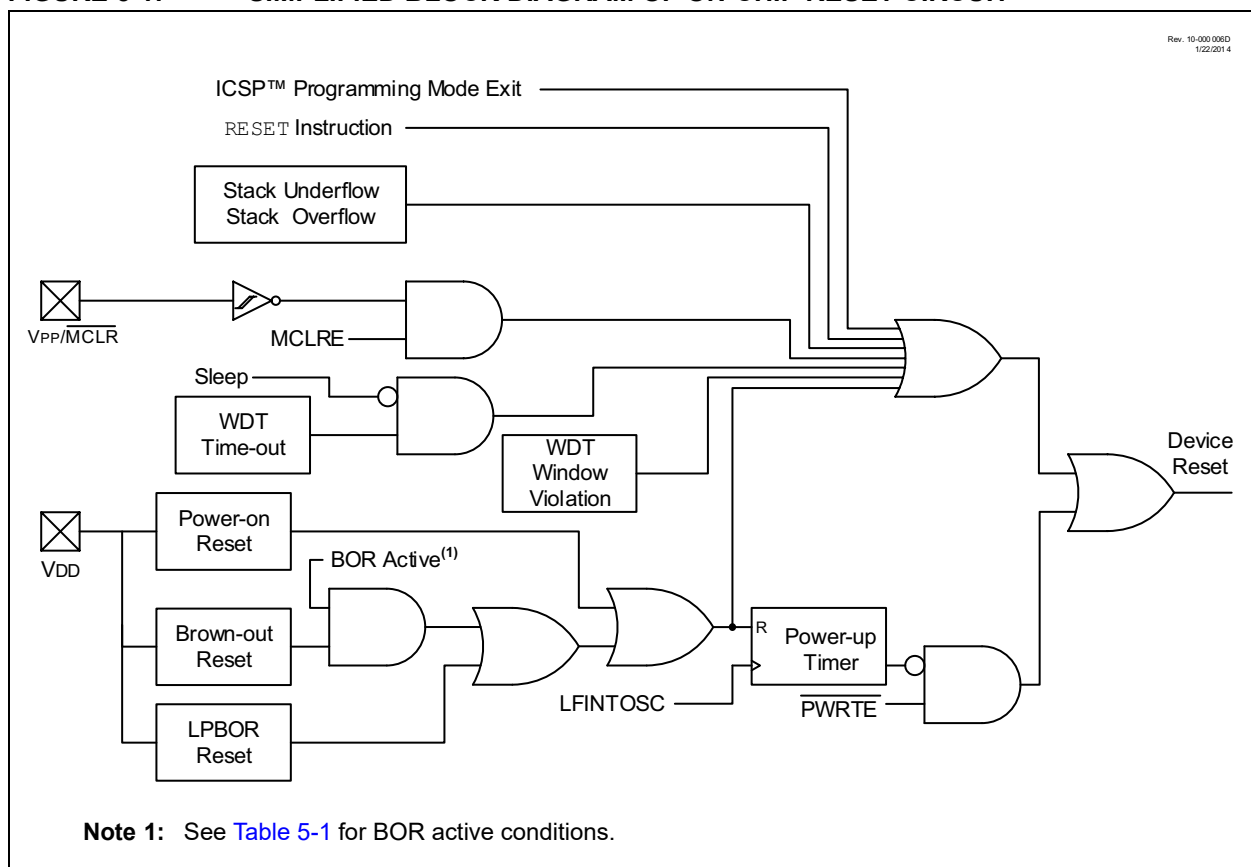 Rev. 10-000 006D
1/22/201 4
ICSP™ Programming Mode Exit
RESET Instruction
Stack Underflow
Stack Overflow
VPP/MCLR
MCLRE
Sleep
WDT
Time-out
WDT
Window
Violation
Device
Reset
VDD
Power-on
Reset
BOR Active(1)
Brown-out
Reset
R
Power-up
Timer
LFINTOSC
PWRTE
LPBOR
Reset
Note 1: See Table 5-1 for BOR active conditions.